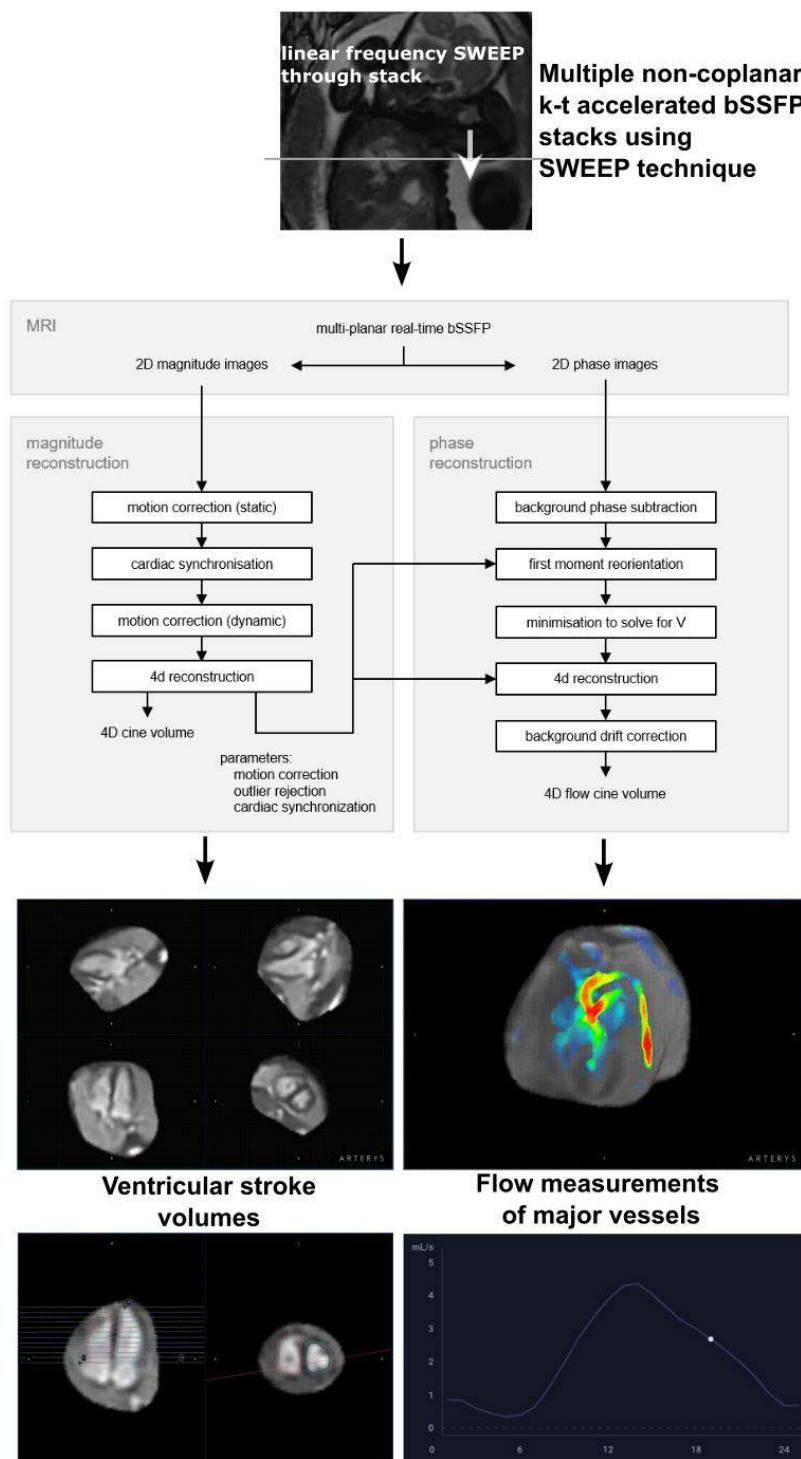 linear frequency SWEEP
through stack
Multiple non-coplanar
k-t accelerated bSSFP
stacks using
SWEEP technique
MRI
multi-planar real-time bSSFP
2D magnitude images
2D phase images
magnitude
reconstruction
motion correction (static)
cardiac synchronisation
motion correction (dynamic)
4d reconstruction
4D cine volume
parameters:
motion correction
outlier rejection
cardiac synchronization
phase
reconstruction
background phase subtraction
first moment reorientation
minimisation to solve for V
4d reconstruction
background drift correction
4D flow cine volume
ARTERYS
ARTERYS
Ventricular stroke
volumes
Flow measurements
of major vessels
mL/s
5
4
3
2
1
0
0 6 12 18 24